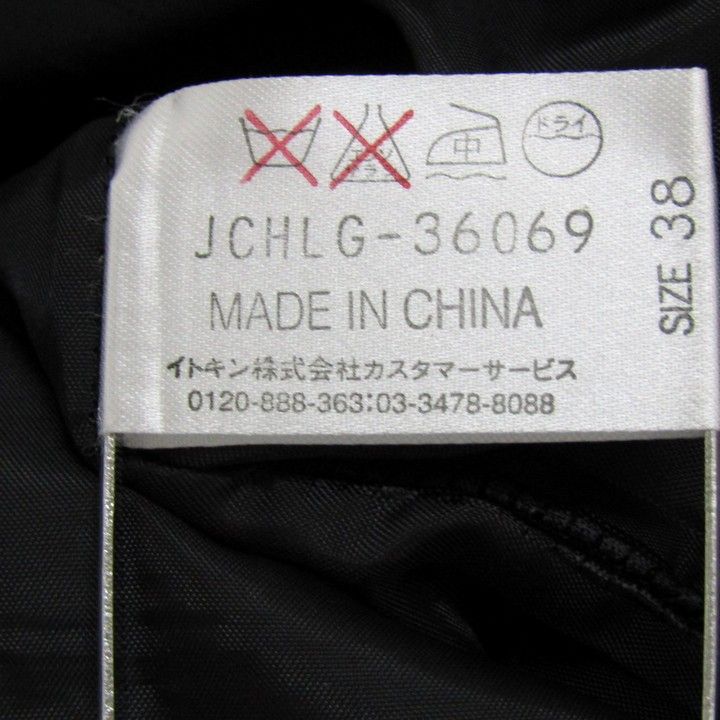 中 ドライ
JCHLG-36069
MADE IN CHINA
イトキン株式会社カスタマーサービス
0120-888-363:03-3478-8088
SIZE 38